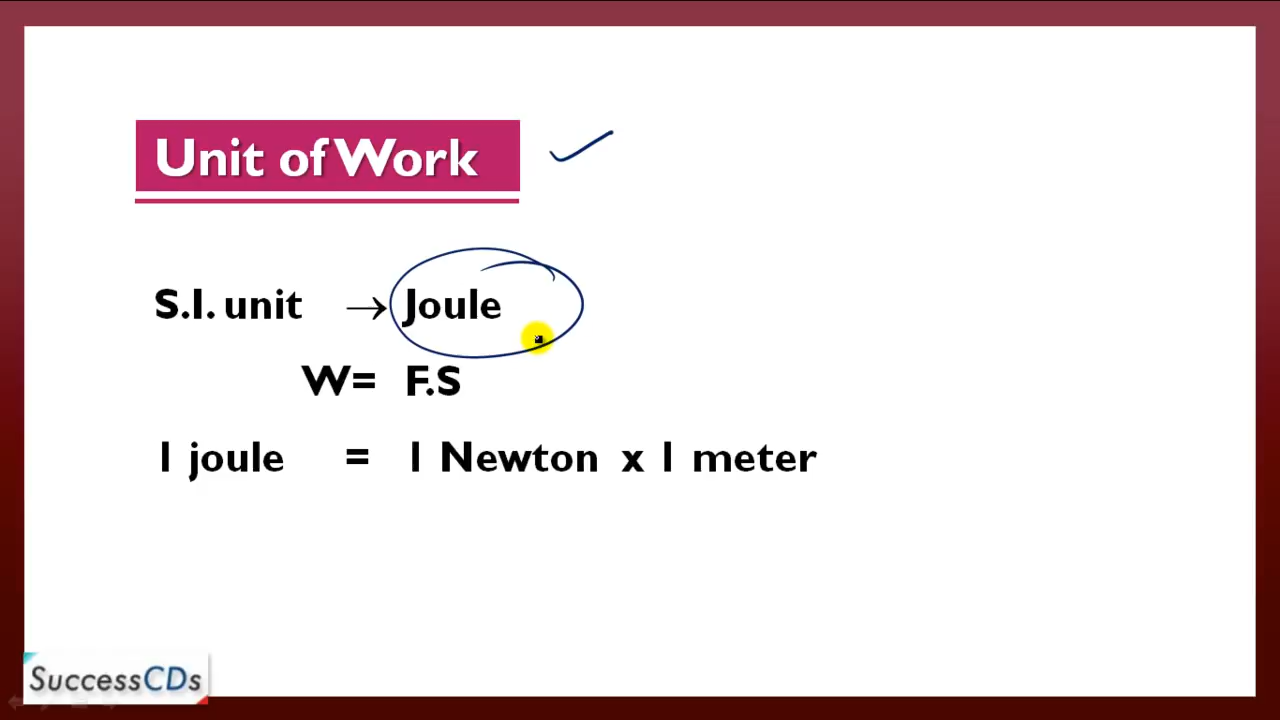 Unit of Work
S.I. unit → Joule
W= F.S
1 joule = 1 Newton x 1 meter
SuccessCDs